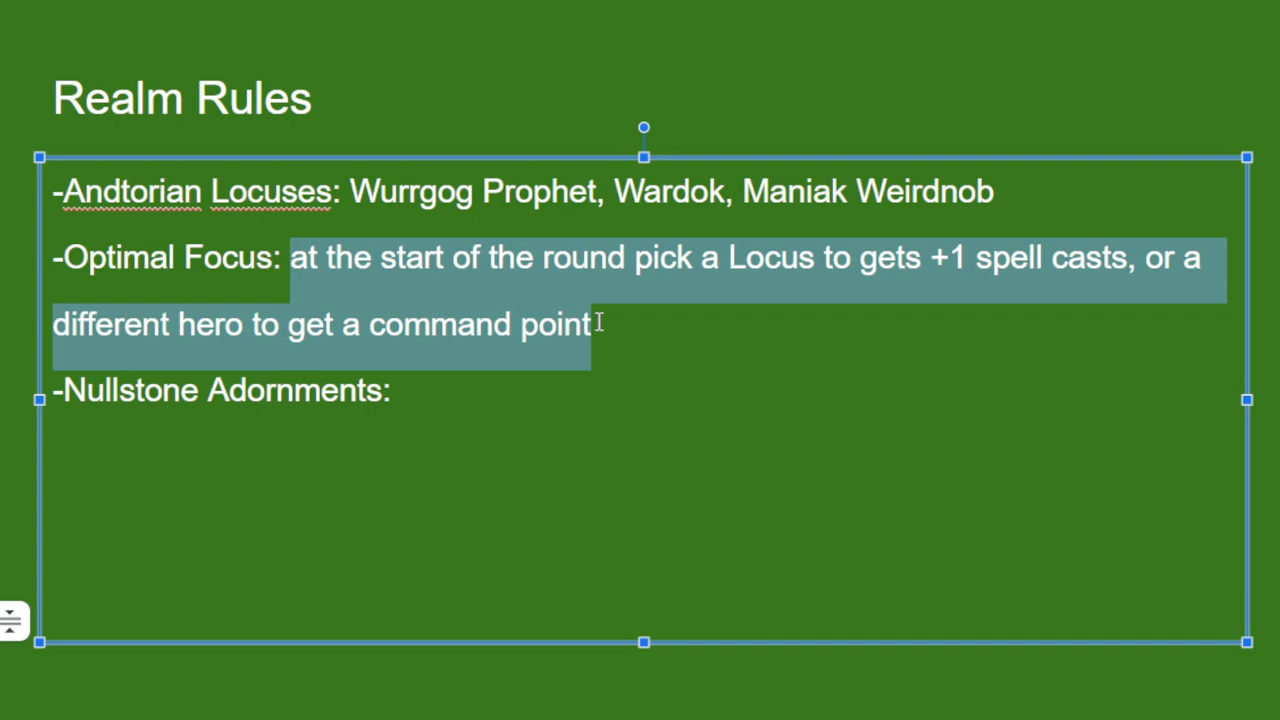 Realm Rules
-Andtorian Locuses: Wurrgog Prophet, Wardok, Maniak Weirdnob
-Optimal Focus: at the start of the round pick a Locus to gets +1 spell casts, or a
different hero to get a command point
-Nullstone Adornments: